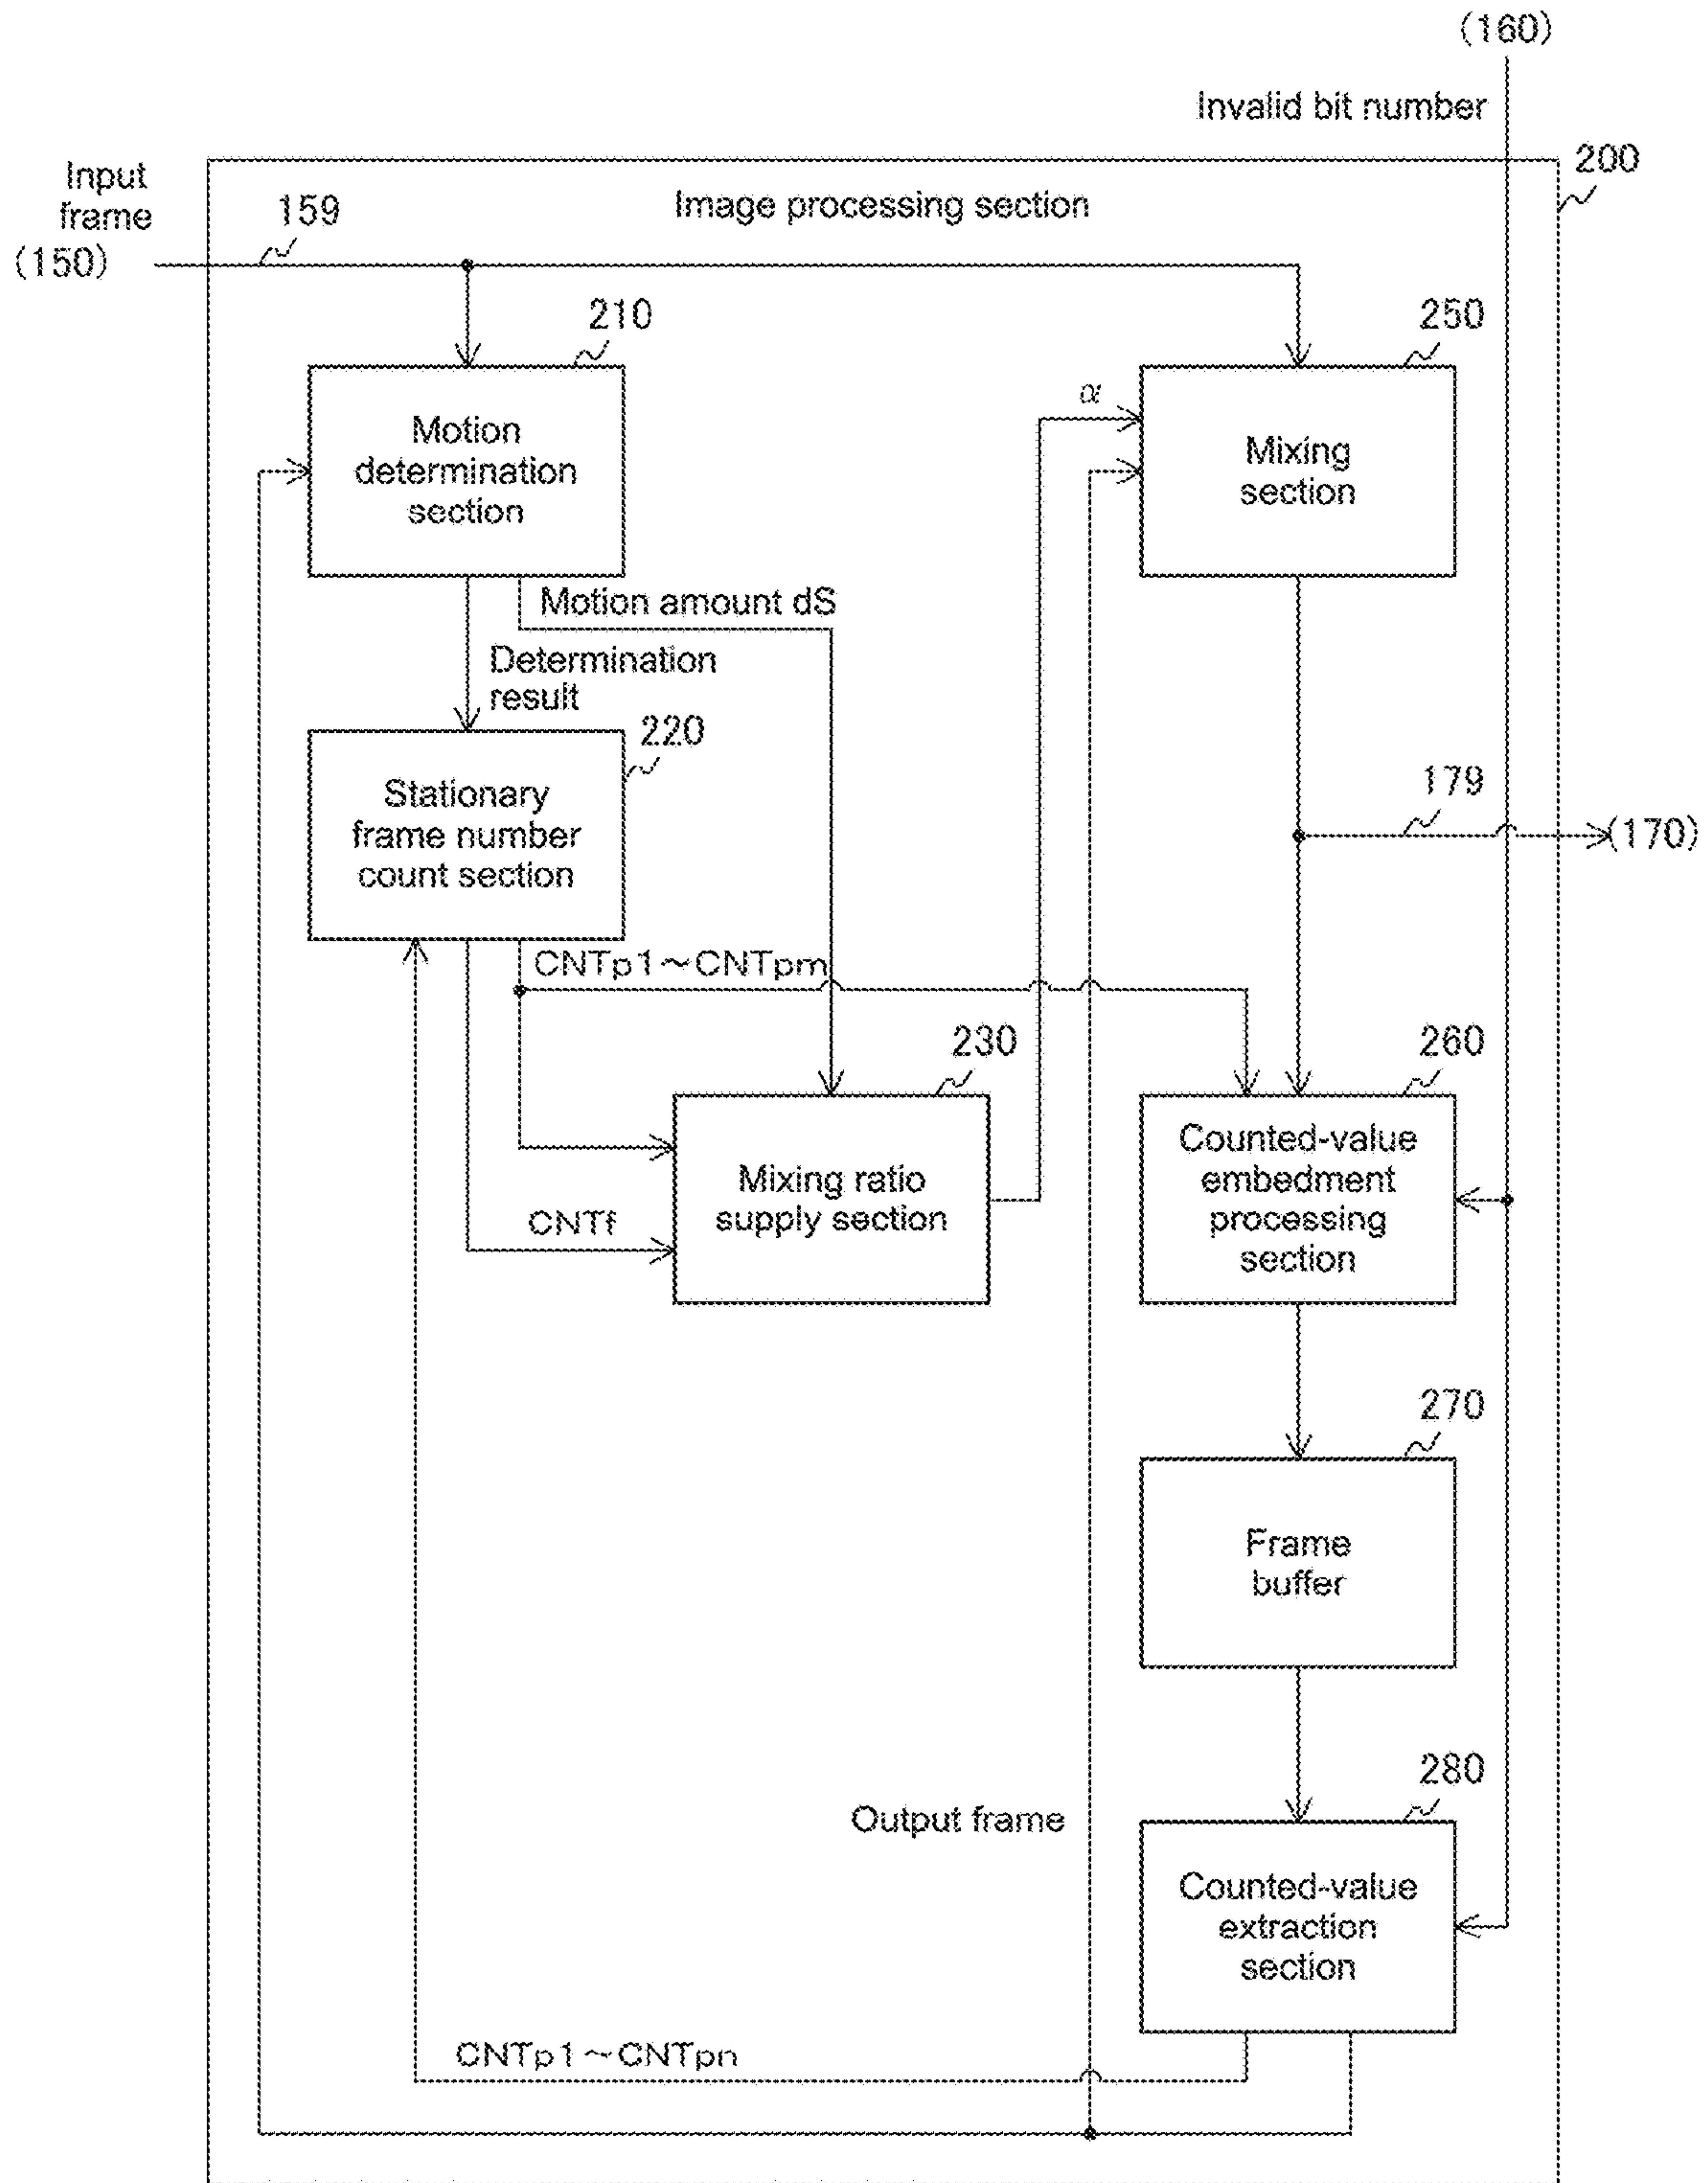 (160)
Invalid bit number
200
Input
frame
(150)
159
Image processing section
210
250
Motion
determination
section
α
Mixing
section
Motion amount dS
Determination
result
220
Stationary
frame number
count section
179
(170)
CNTp1～CNTpm
230
260
Mixing ratio
supply section
CNTf
Counted-value
embedment
processing
section
270
Frame
buffer
280
Output frame
Counted-value
extraction
section
CNTp1～CNTpn